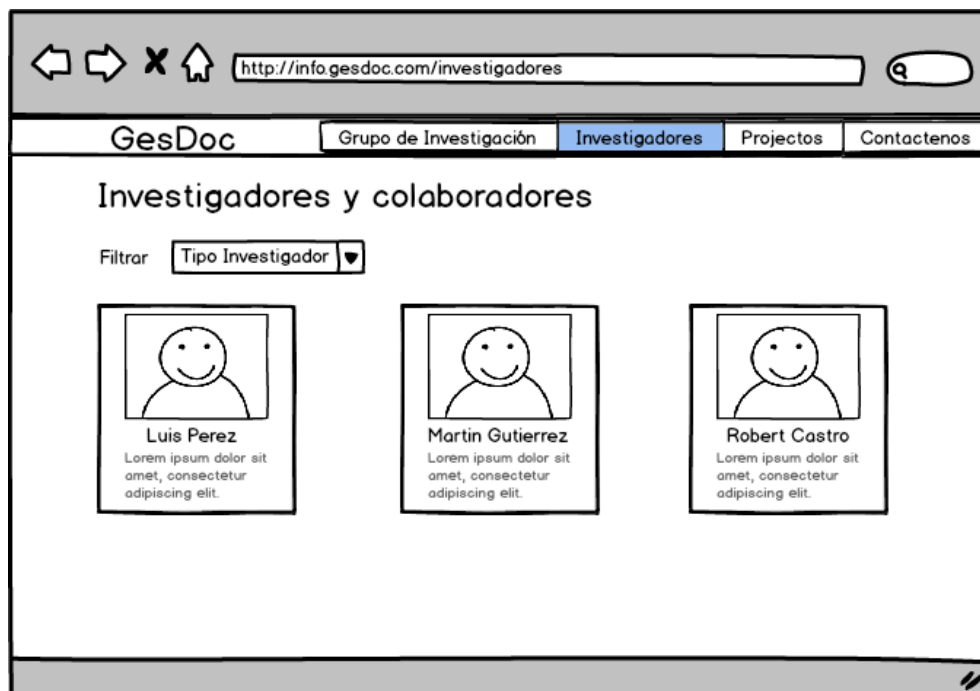 http://info.gesdoc.com/investigadores
GesDoc
Grupo de Investigación
Investigadores
Projectos
Contactenos
Investigadores y colaboradores
Filtrar
Tipo Investigador
Luis Perez
Lorem ipsum dolor sit
amet, consectetur
adipiscing elit.
Martin Gutierrez
Lorem ipsum dolor sit
amet, consectetur
adipiscing elit.
Robert Castro
Lorem ipsum dolor sit
amet, consectetur
adipiscing elit.